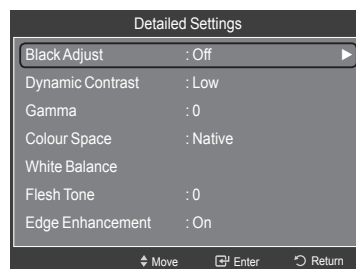 Detailed Settings
Black Adjust : Off
Dynamic Contrast : Low
Gamma : 0
Colour Space : Native
White Balance
Flesh Tone : 0
Edge Enhancement : On
Move Enter Return